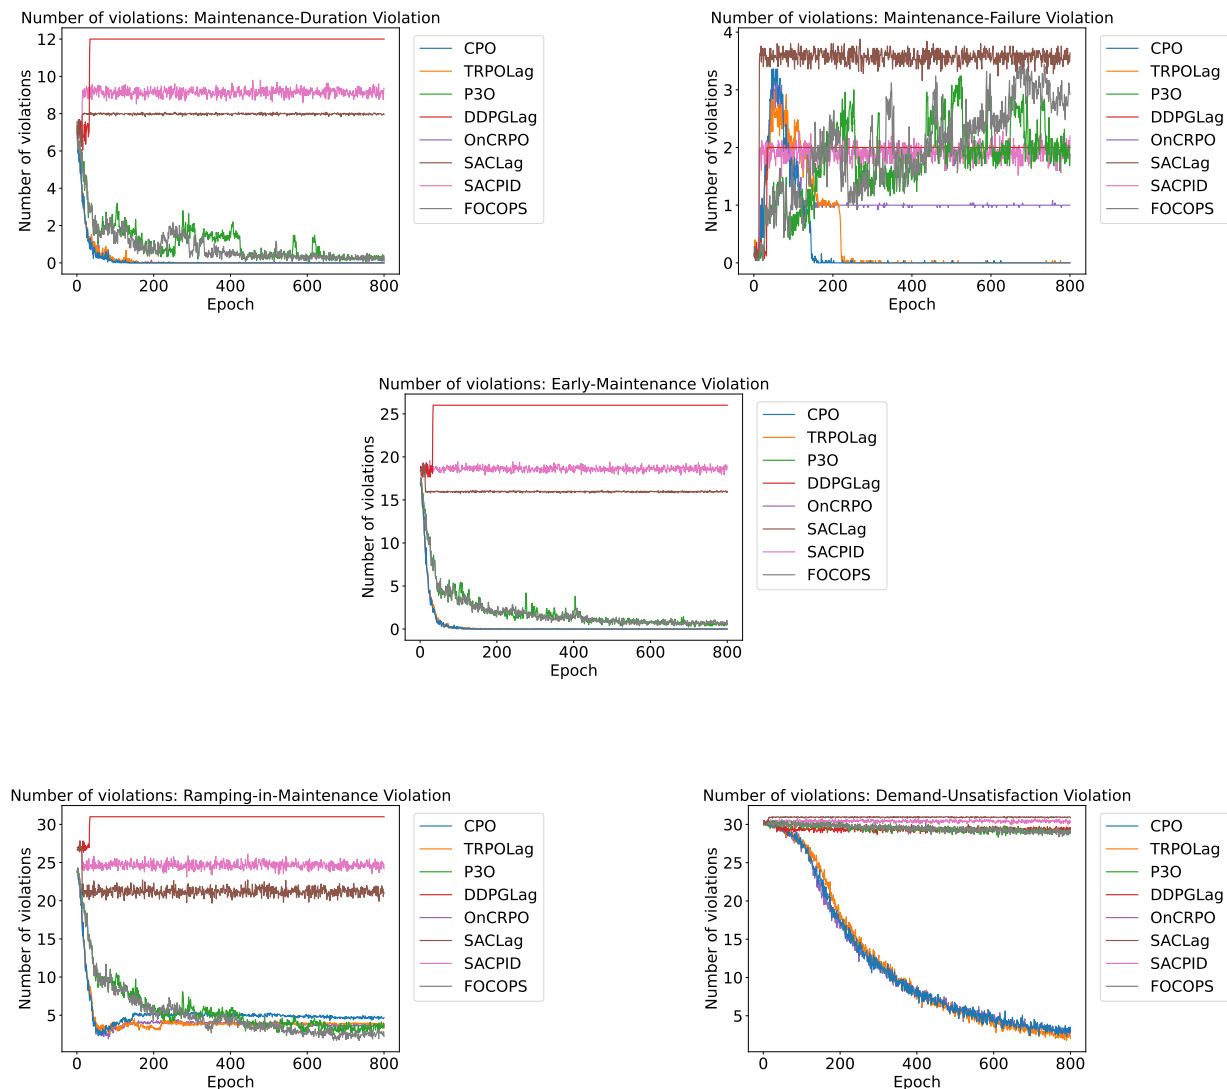 Number of violations: Maintenance-Duration Violation
Number of violations
12
10
8
6
4
2
0
0 200 400 600 800
Epoch
CPO
TRPOLag
P3O
DDPGLag
OnCRPO
SACLag
SACPID
FOCOPS
Number of violations: Maintenance-Failure Violation
Number of violations
4
3
2
1
0
0 200 400 600 800
Epoch
CPO
TRPOLag
P3O
DDPGLag
OnCRPO
SACLag
SACPID
FOCOPS
Number of violations: Early-Maintenance Violation
Number of violations
25
20
15
10
5
0
0 200 400 600 800
Epoch
CPO
TRPOLag
P3O
DDPGLag
OnCRPO
SACLag
SACPID
FOCOPS
Number of violations: Ramping-in-Maintenance Violation
Number of violations
30
25
20
15
10
5
0 200 400 600 800
Epoch
CPO
TRPOLag
P3O
DDPGLag
OnCRPO
SACLag
SACPID
FOCOPS
Number of violations: Demand-Unsatisfaction Violation
Number of violations
30
25
20
15
10
5
0 200 400 600 800
Epoch
CPO
TRPOLag
P3O
DDPGLag
OnCRPO
SACLag
SACPID
FOCOPS